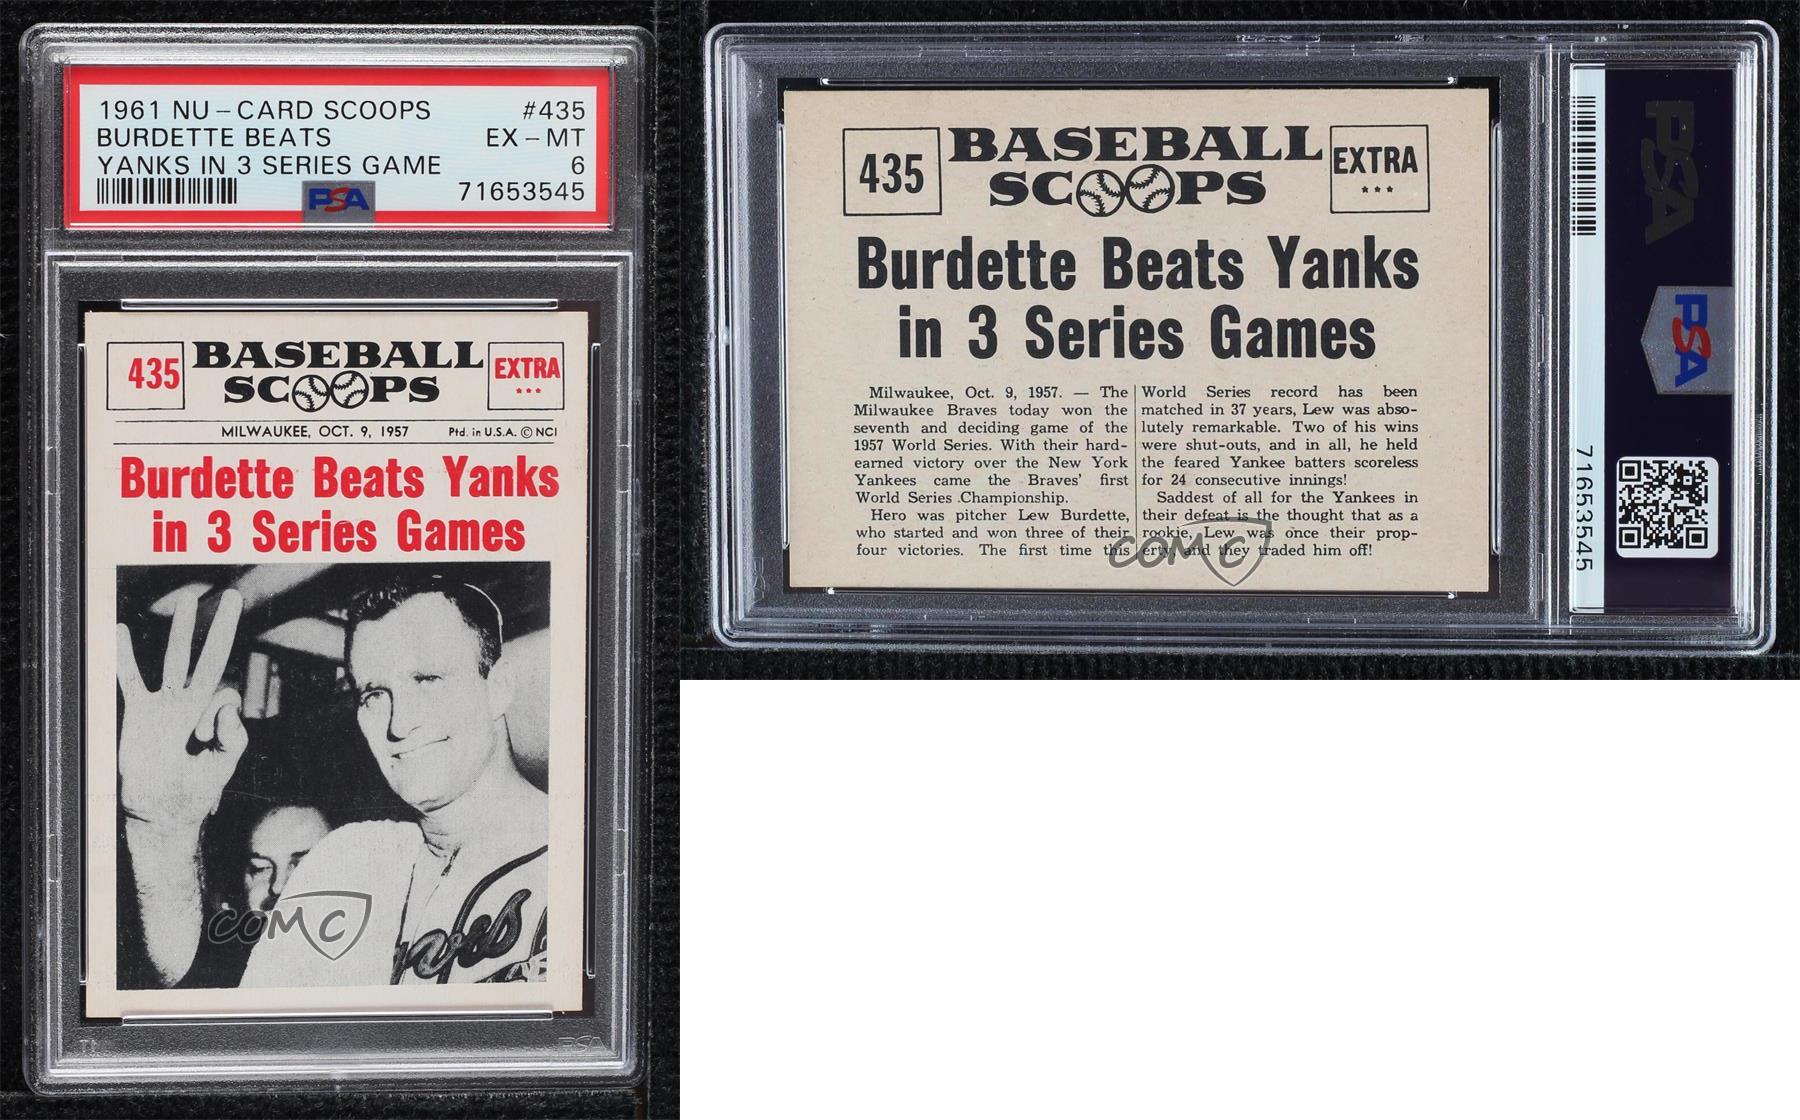 1961 NU-CARD SCOOPS #435
BURDETTE BEATS EX-MT
YANKS IN 3 SERIES GAME 6
PSA 71653545
435 BASEBALL SCOOPS EXTRA
MILWAUKEE, OCT. 9, 1957 Ptd. in U.S.A. © NCI
Burdette Beats Yanks
in 3 Series Games
Braves
COMC
PSA
435 BASEBALL SCOOPS EXTRA
Burdette Beats Yanks
in 3 Series Games
Milwaukee, Oct. 9, 1957. — The
Milwaukee Braves today won the
seventh and deciding game of the
1957 World Series. With their hard-
earned victory over the New York
Yankees came the Braves' first
World Series Championship.
Hero was pitcher Lew Burdette,
who started and won three of their
four victories. The first time this
World Series record has been
matched in 37 years, Lew was abso-
lutely remarkable. Two of his wins
were shut-outs, and in all, he held
the feared Yankee batters scoreless
for 24 consecutive innings!
Saddest of all for the Yankees in
their defeat is the thought that as a
rookie, Lew was once their prop-
erty, and they traded him off!
COMC
PSA
PSA
71653545